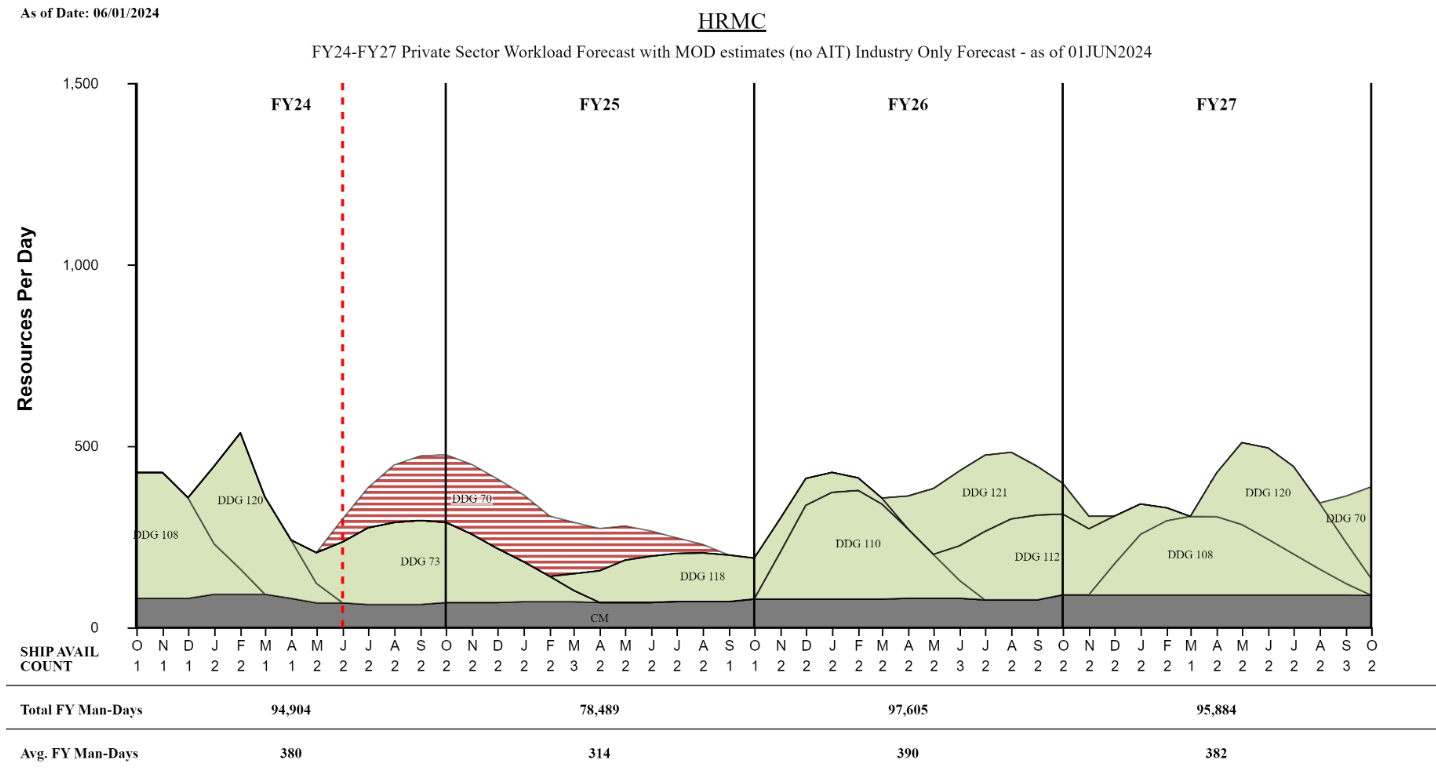 As of Date: 06/01/2024
HRMC
FY24-FY27 Private Sector Workload Forecast with MOD estimates (no AIT) Industry Only Forecast - as of 01JUN2024
1,500
FY24 FY25 FY26 FY27
1,000
Resources Per Day
500
DDG 108
DDG 120
DDG 73
DDG 70
DDG 118
DDG 110
DDG 121
DDG 112
DDG 108
DDG 120
DDG 70
CM
0
O N D J F M A M J J A S O N D J F M A M J J A S O N D J F M A M J J A S O N D J F M A M J J A S O
SHIP AVAIL
COUNT
1 1 1 2 2 1 1 2 2 2 2 2 2 2 2 2 2 3 2 2 2 2 2 1 1 2 2 2 2 2 2 2 3 2 2 2 2 2 2 2 2 1 2 2 2 2 2 3 2
Total FY Man-Days 94,904 78,489 97,605 95,884
Avg. FY Man-Days 380 314 390 382